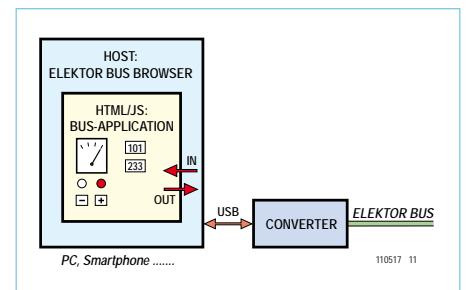 HOST:
ELEKTOR BUS BROWSER
HTML/JS:
BUS-APPLICATION
101
233
IN
OUT
USB
CONVERTER
ELEKTOR BUS
PC, Smartphone .......
110517 11